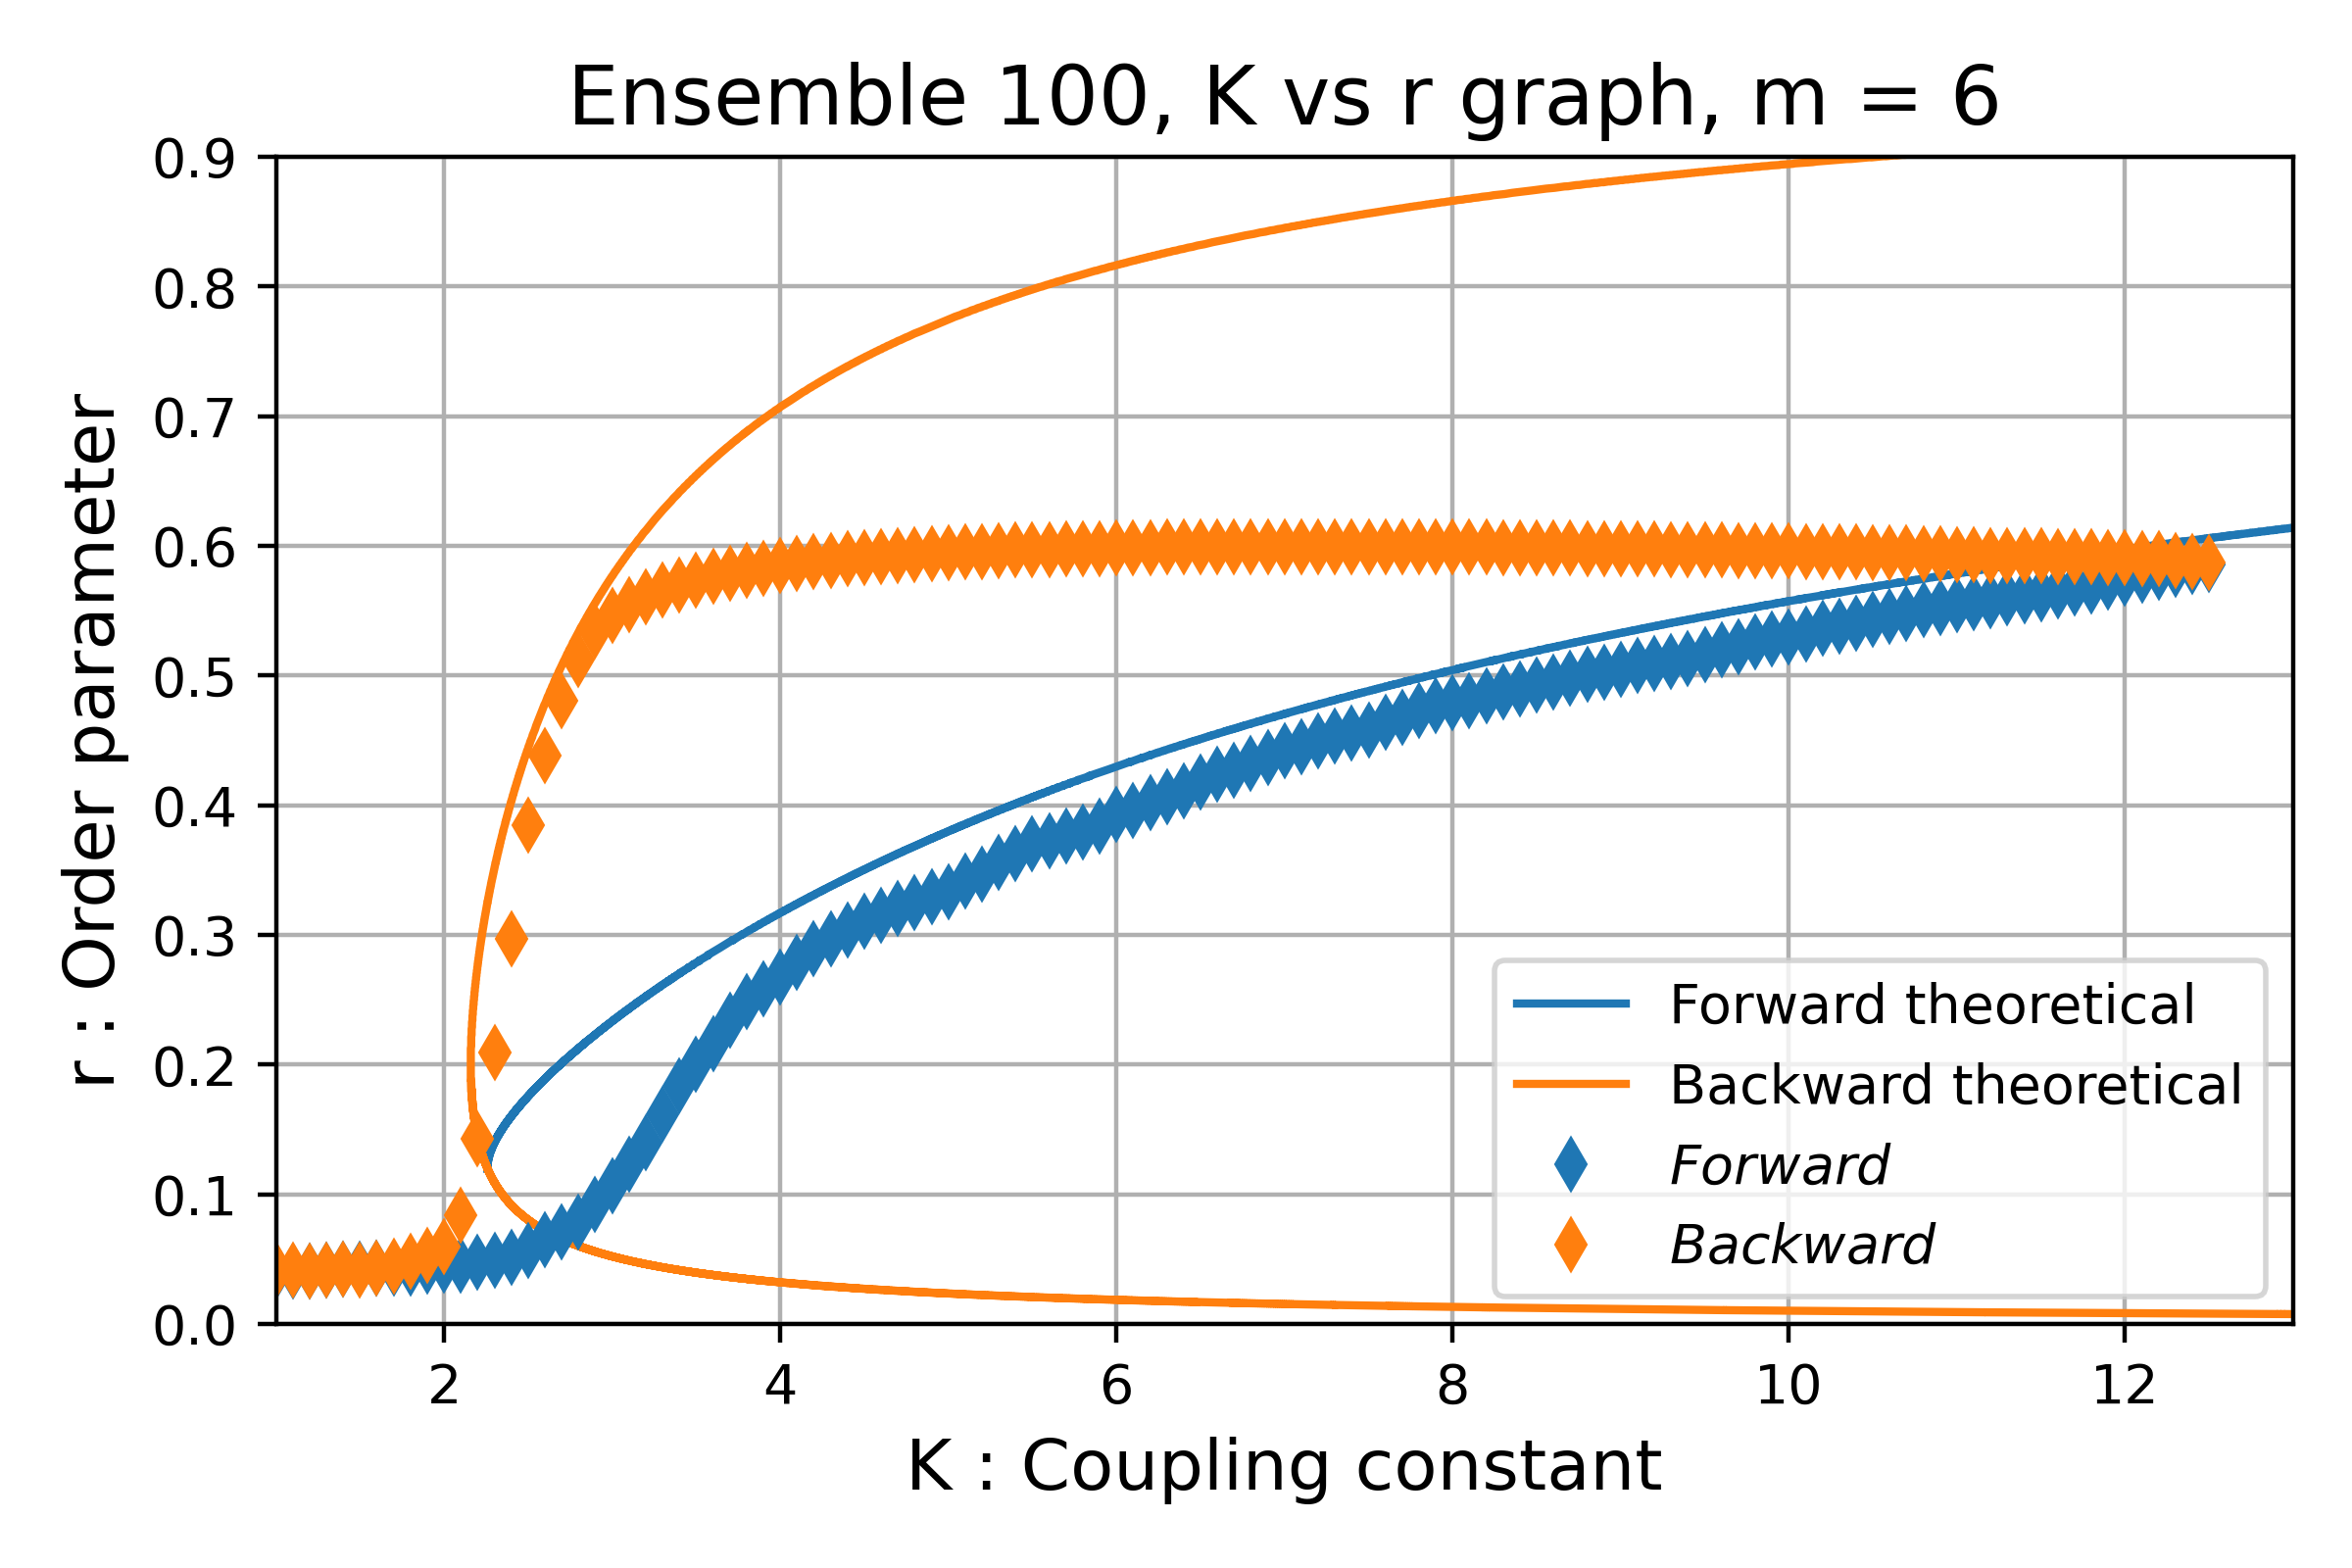 Ensemble 100, K vs r graph, m = 6
r : Order parameter
0.9
0.8
0.7
0.6
0.5
0.4
0.3
0.2
0.1
0.0
Forward theoretical
Backward theoretical
Forward
Backward
2 4 6 8 10 12
K : Coupling constant